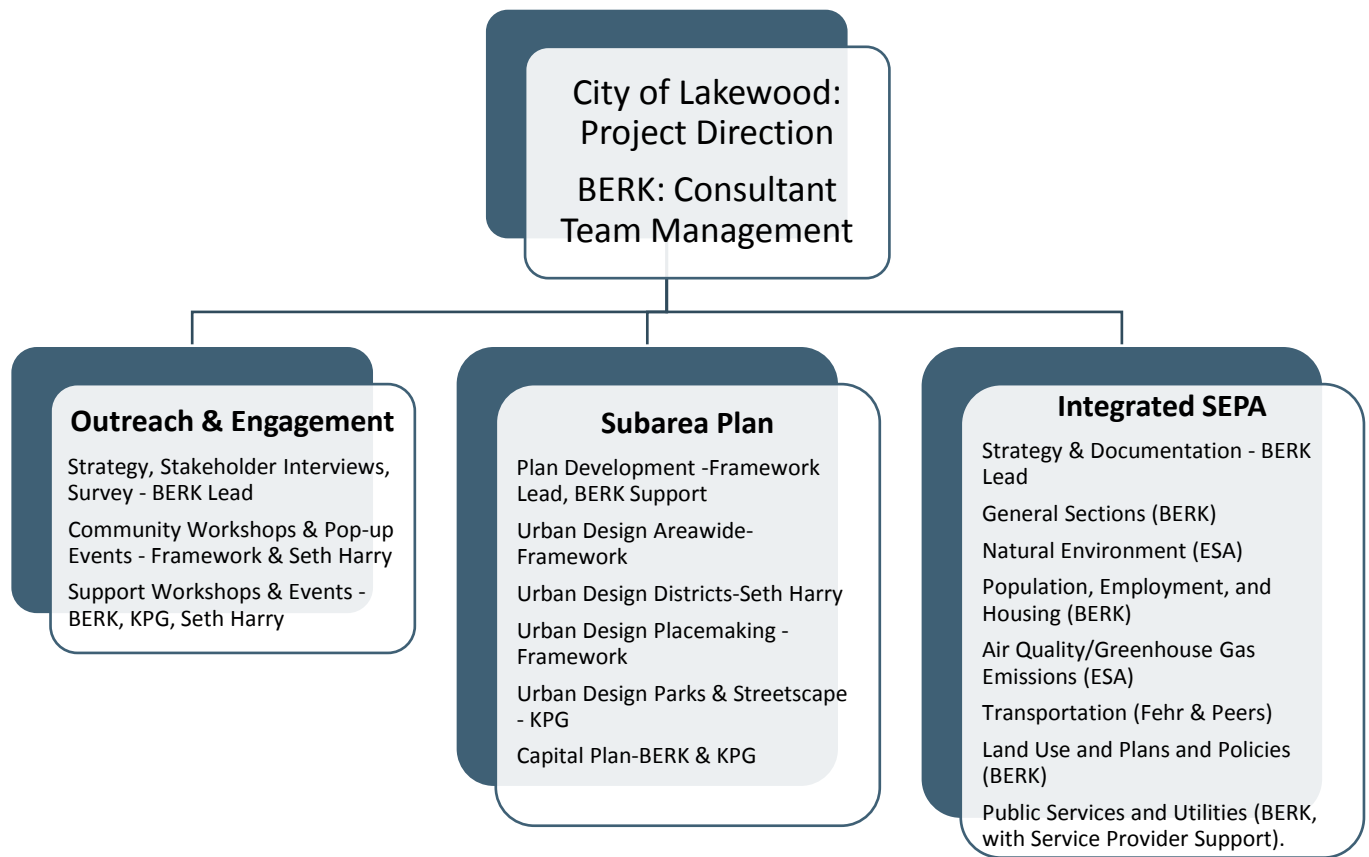 City of Lakewood:
Project Direction
BERK: Consultant
Team Management
Outreach & Engagement
Strategy, Stakeholder Interviews,
Survey - BERK Lead
Community Workshops & Pop-up
Events - Framework & Seth Harry
Support Workshops & Events -
BERK, KPG, Seth Harry
Subarea Plan
Plan Development -Framework
Lead, BERK Support
Urban Design Areawide-
Framework
Urban Design Districts-Seth Harry
Urban Design Placemaking -
Framework
Urban Design Parks & Streetscape
- KPG
Capital Plan-BERK & KPG
Integrated SEPA
Strategy & Documentation - BERK
Lead
General Sections (BERK)
Natural Environment (ESA)
Population, Employment, and
Housing (BERK)
Air Quality/Greenhouse Gas
Emissions (ESA)
Transportation (Fehr & Peers)
Land Use and Plans and Policies
(BERK)
Public Services and Utilities (BERK,
with Service Provider Support).